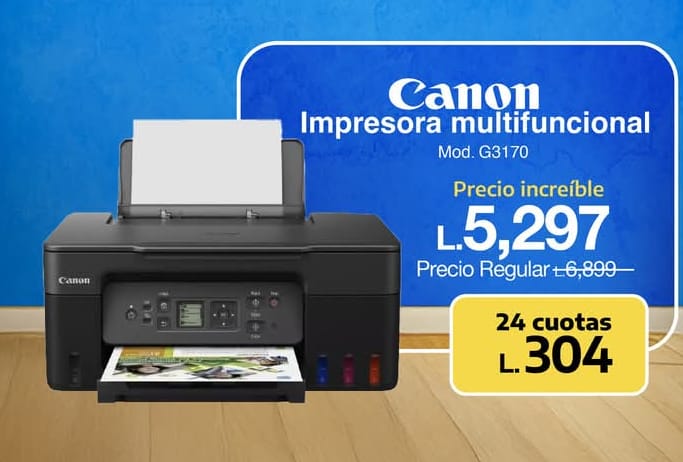 Canon
Impresora multifuncional
Mod. G3170
Precio increíble
L.5,297
Precio Regular L.6,899
24 cuotas
L.304
Canon